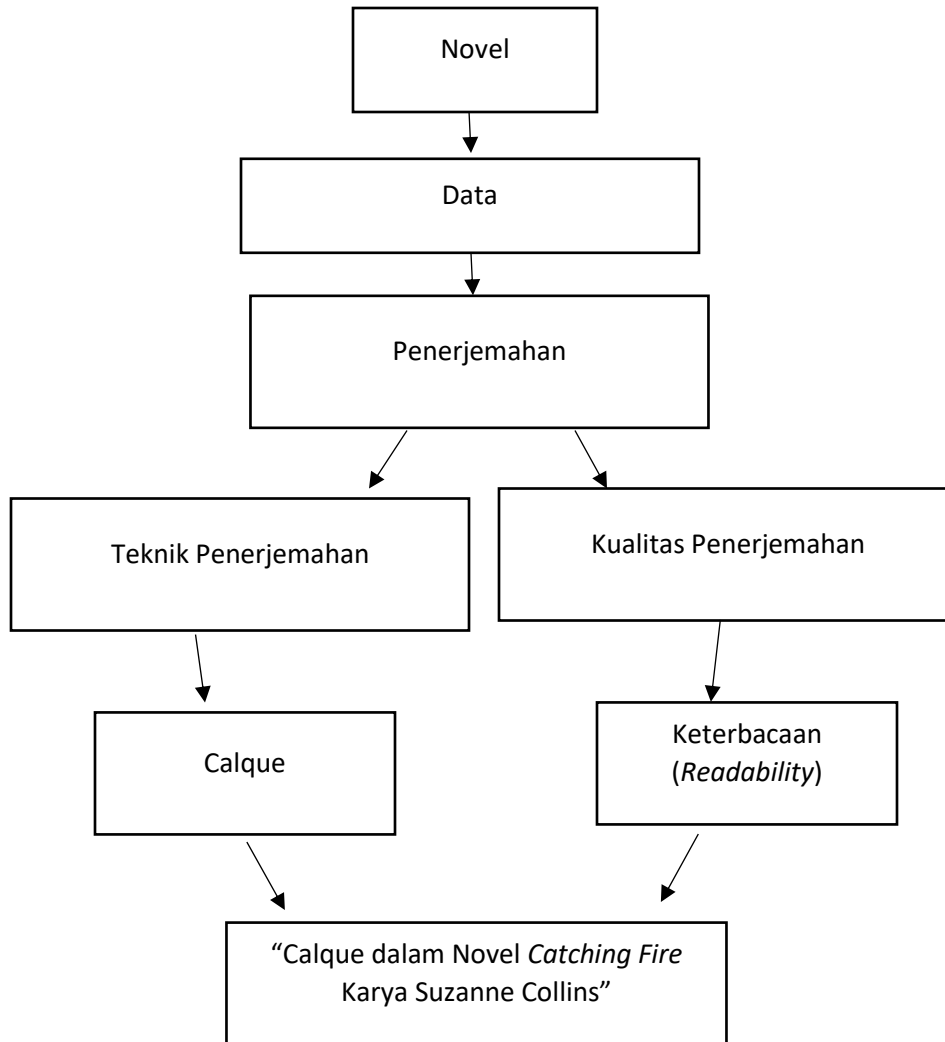 Novel
Data
Penerjemahan
Teknik Penerjemahan
Kualitas Penerjemahan
Calque
Keterbacaan
(Readability)
“Calque dalam Novel Catching Fire
Karya Suzanne Collins”